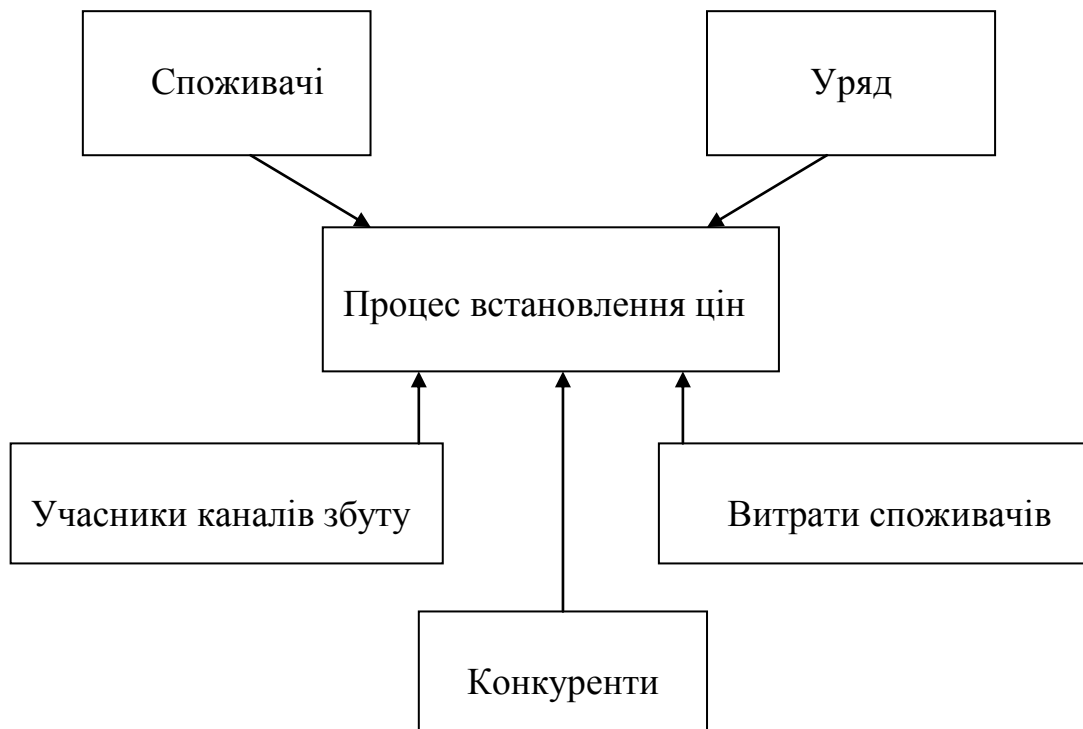 Споживачі
Уряд
Процес встановлення цін
Учасники каналів збуту
Витрати споживачів
Конкуренти